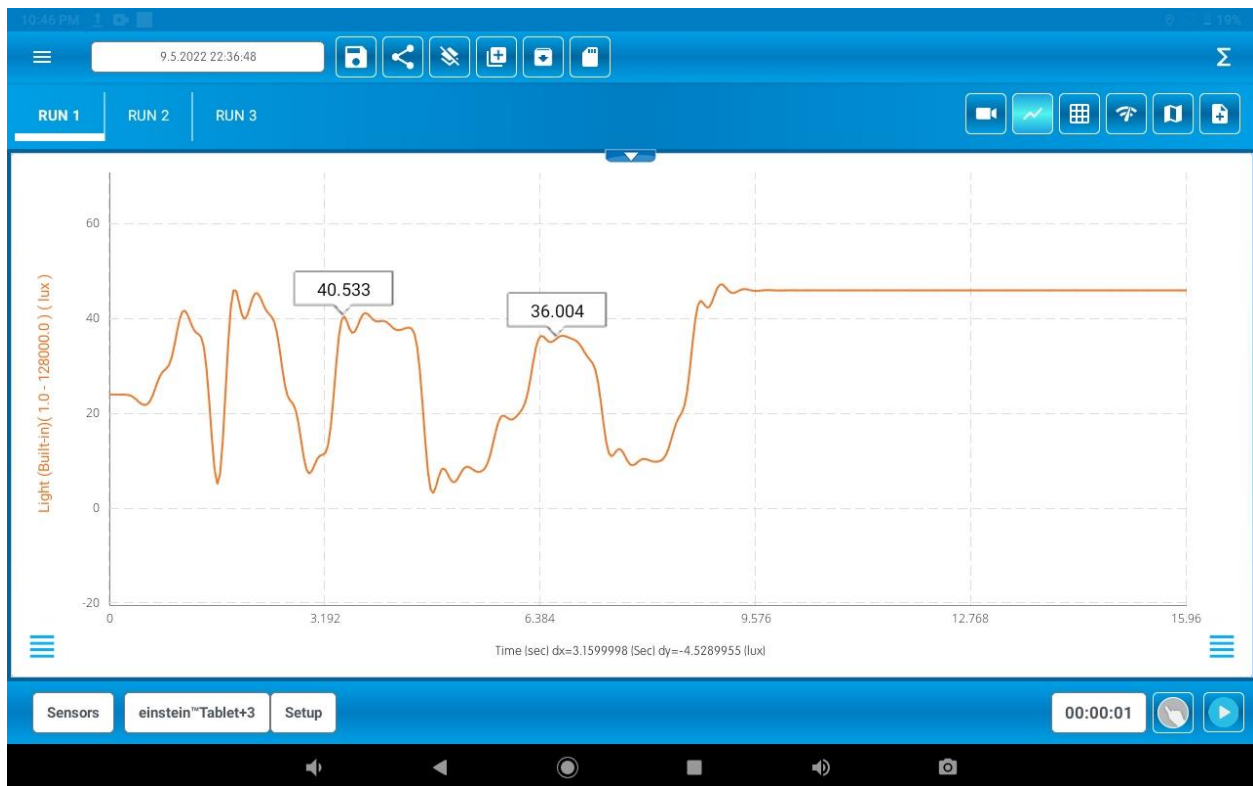 10:46 PM 19%
9.5.2022 22:36:48
Σ
RUN 1 RUN 2 RUN 3
60
40
20
0
-20
Light (Built-in)( 1.0 - 128000.0 ) ( lux )
40.533
36.004
0 3.192 6.384 9.576 12.768 15.96
Time (sec) dx=3.1599998 (Sec) dy=-4.5289955 (lux)
Sensors einstein™Tablet+3 Setup 00:00:01